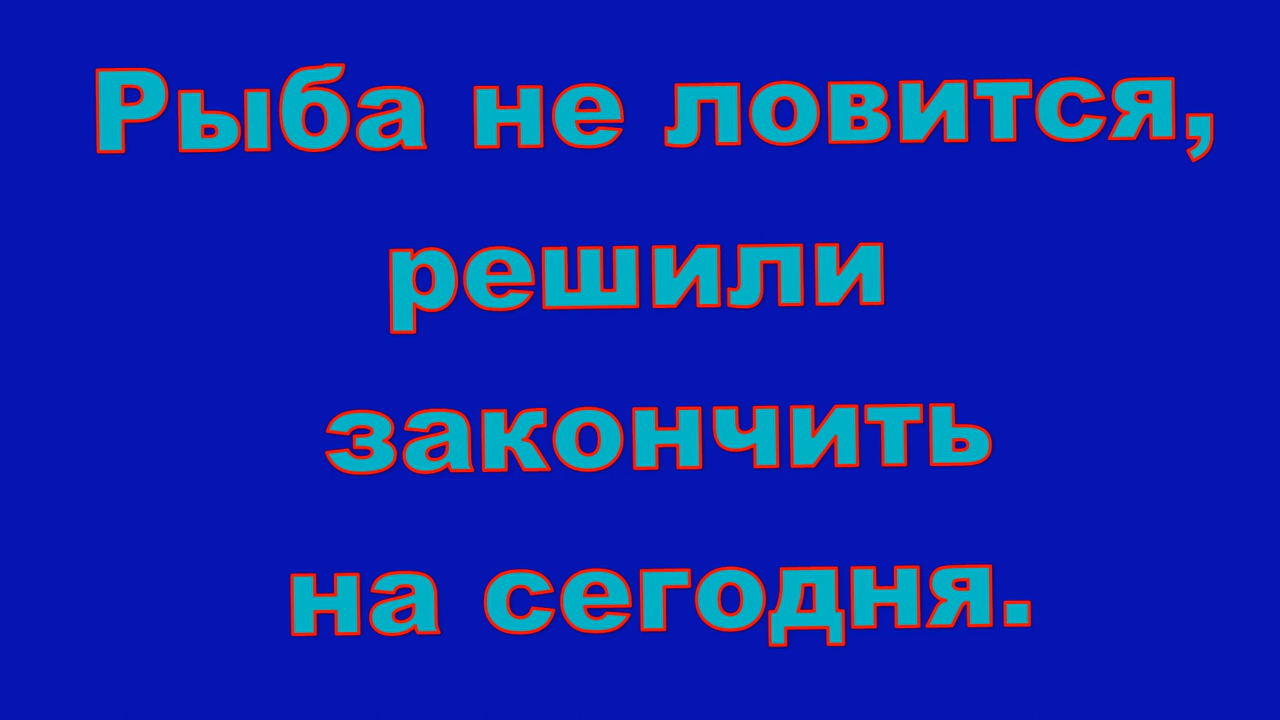 Рыба не ловится,
решили
закончить
на сегодня.